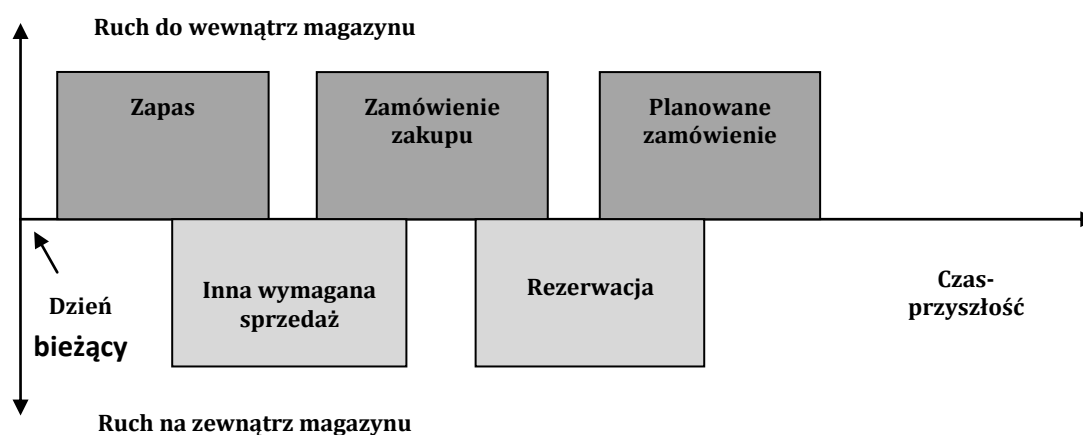 Ruch do wewnątrz magazynu
Zapas
Zamówienie
zakupu
Planowane
zamówienie
Inna wymagana
sprzedaż
Rezerwacja
Czas-
przyszłość
Dzień
bieżący
Ruch na zewnątrz magazynu